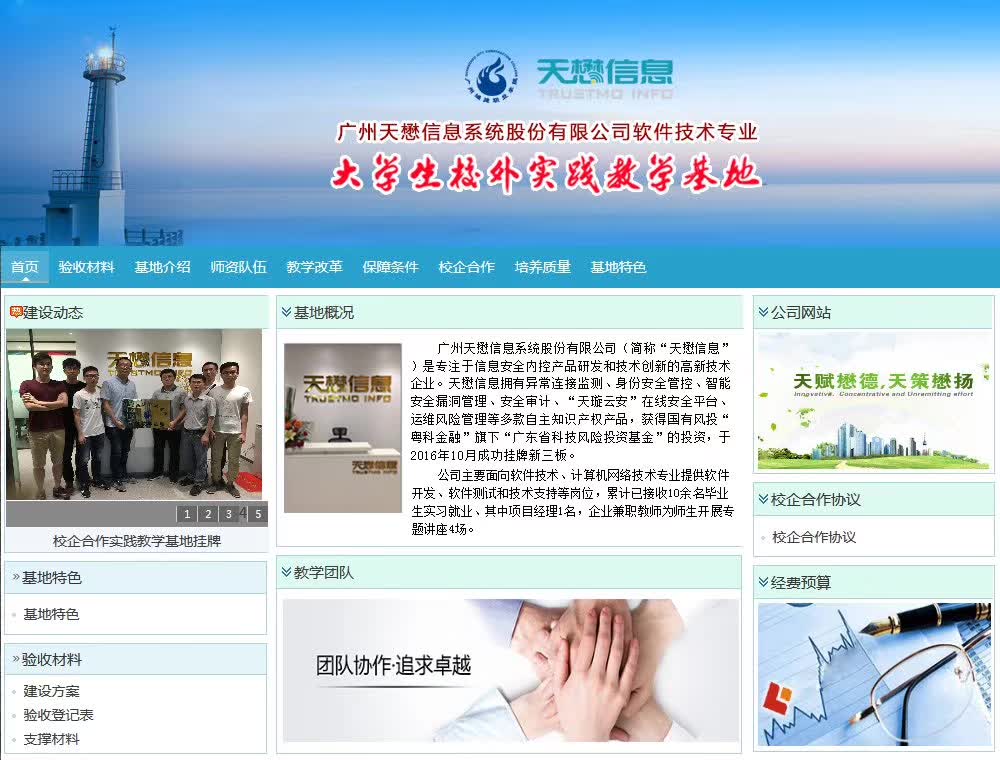 天懋信息
TRUSTMO INFO
广州天懋信息系统股份有限公司软件技术专业
大学生校外实践教学基地
首页 验收材料 基地介绍 师资队伍 教学改革 保障条件 校企合作 培养质量 基地特色
建设动态
天懋信息
1 2 3 4 5
校企合作实践教学基地挂牌
基地特色
基地特色
验收材料
建设方案
验收登记表
支撑材料
基地概况
天懋信息
TRUSTMO INFO
天懋信息
广州天懋信息系统股份有限公司（简称“天懋信息”
）是专注于信息安全内控产品研发和技术创新的高新技术
企业。天懋信息拥有异常连接监测、身份安全管控、智能
安全漏洞管理、安全审计、“天璇云安”在线安全平台、
运维风险管理等多款自主知识产权产品，获得国有风投“
粤科金融”旗下“广东省科技风险投资基金”的投资，于
2016年10月成功挂牌新三板。
公司主要面向软件技术、计算机网络技术专业提供软件
开发、软件测试和技术支持等岗位，累计已接收10余名毕业
生实习就业、其中项目经理1名，企业兼职教师为师生开展专
题讲座4场。
教学团队
团队协作·追求卓越
公司网站
天赋懋德,天策懋扬
Innovative、Concentrative and Unremitting effort
校企合作协议
校企合作协议
经费预算